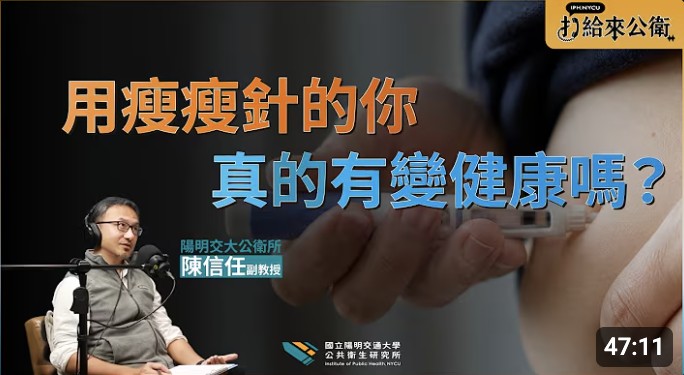 IPH.NYCU
打給來公衛
用瘦瘦針的你
真的有變健康嗎？
陽明交大公衛所
陳信任副教授
國立陽明交通大學
公共衛生研究所
Institute of Public Health, NYCU
47:11